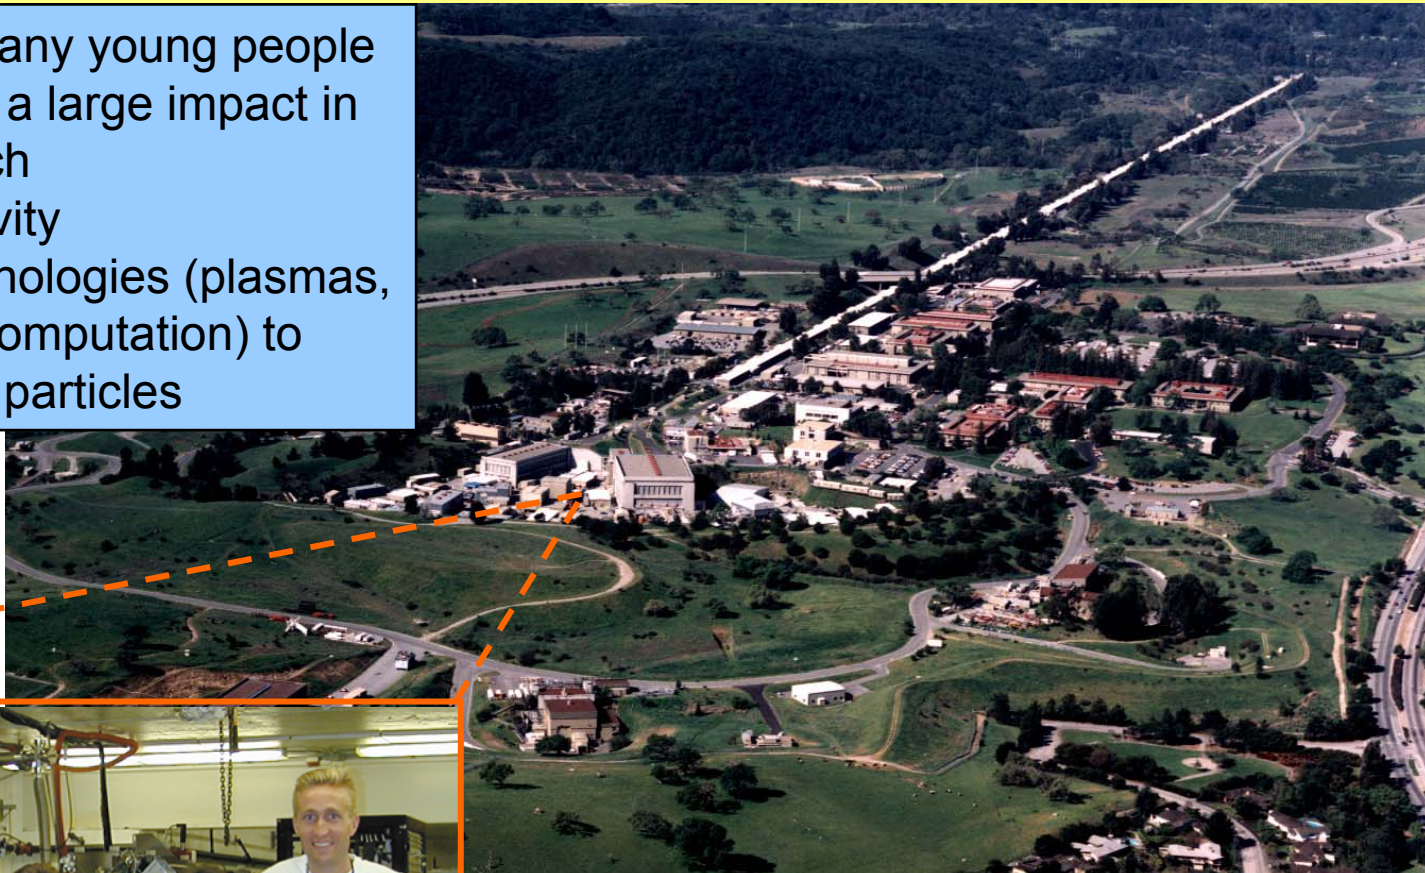 any young people
a large impact in
ch
vity
nologies (plasmas,
omputation) to
particles